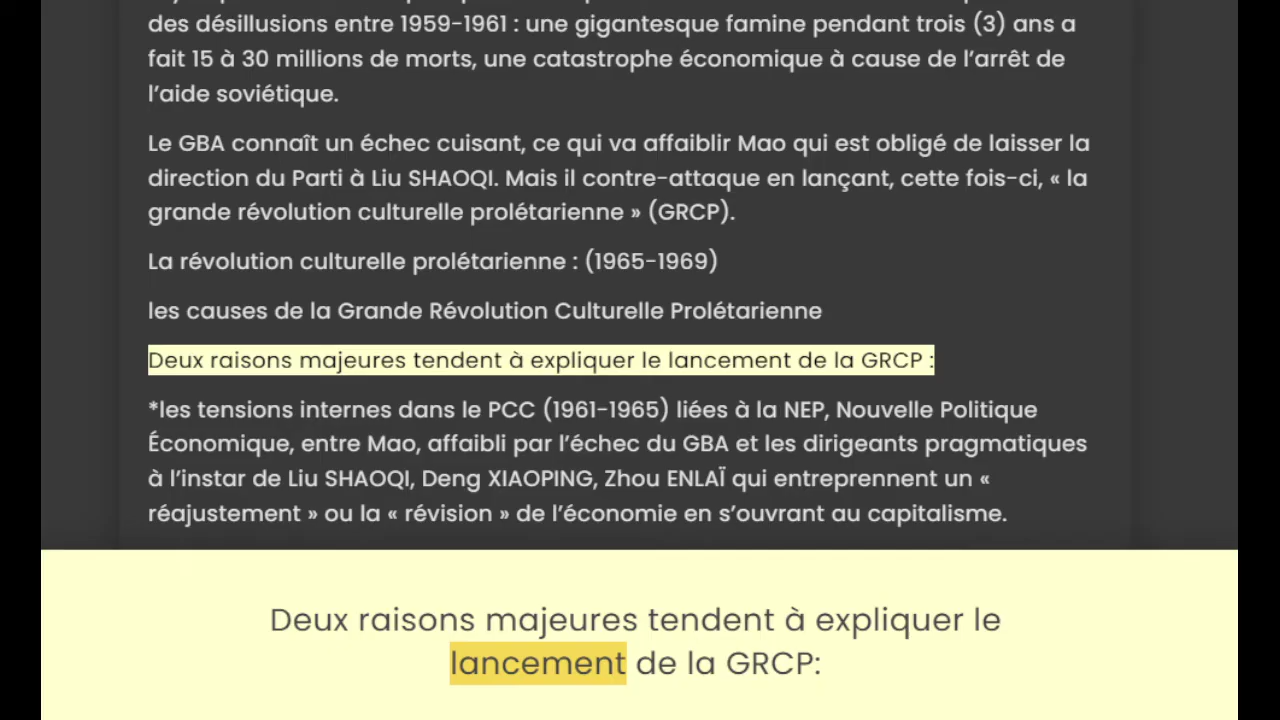 des désillusions entre 1959-1961 : une gigantesque famine pendant trois (3) ans a
fait 15 à 30 millions de morts, une catastrophe économique à cause de l’arrêt de
l’aide soviétique.
Le GBA connaît un échec cuisant, ce qui va affaiblir Mao qui est obligé de laisser la
direction du Parti à Liu SHAOQI. Mais il contre-attaque en lançant, cette fois-ci, « la
grande révolution culturelle prolétarienne » (GRCP).
La révolution culturelle prolétarienne : (1965-1969)
les causes de la Grande Révolution Culturelle Prolétarienne
Deux raisons majeures tendent à expliquer le lancement de la GRCP :
*les tensions internes dans le PCC (1961-1965) liées à la NEP, Nouvelle Politique
Économique, entre Mao, affaibli par l’échec du GBA et les dirigeants pragmatiques
à l’instar de Liu SHAOQI, Deng XIAOPING, Zhou ENLAÏ qui entreprennent un «
réajustement » ou la « révision » de l’économie en s’ouvrant au capitalisme.
Deux raisons majeures tendent à expliquer le
lancement de la GRCP: